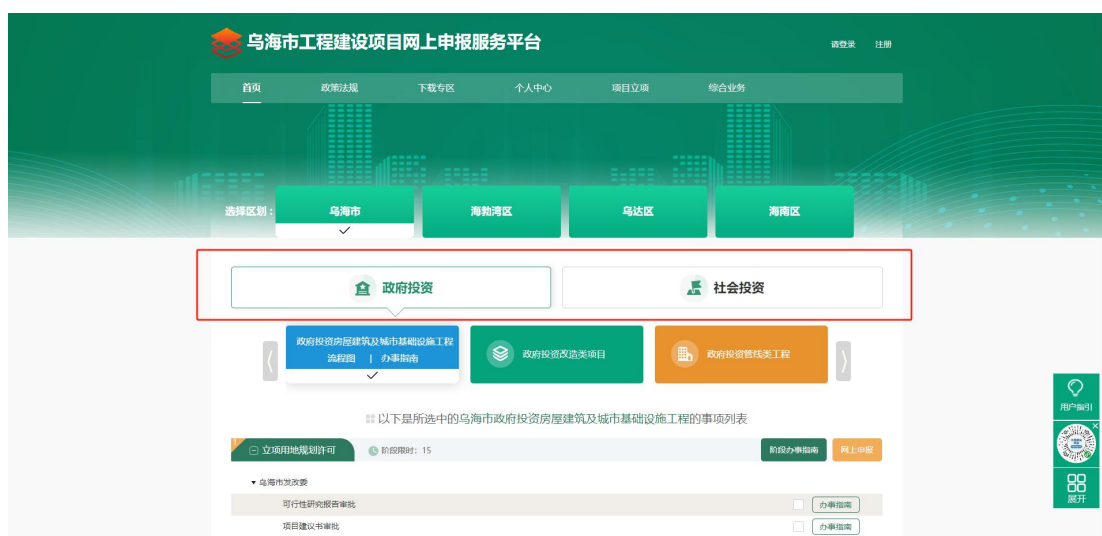 乌海市工程建设项目网上申报服务平台
请登录 注册
首页 政策法规 下载专区 个人中心 项目立项 综合业务
选择区划： 乌海市 海勃湾区 乌达区 海南区
政府投资 社会投资
政府投资房屋建筑及城市基础设施工程
流程图 | 办事指南
政府投资改造类项目
政府投资管线类工程
以下是所选中的乌海市政府投资房屋建筑及城市基础设施工程的事项列表
立项用地规划许可 阶段限时：15 阶段办事指南 网上申报
乌海市发改委
可行性研究报告审批 办事指南
项目建议书审批 办事指南
用户指引
展开